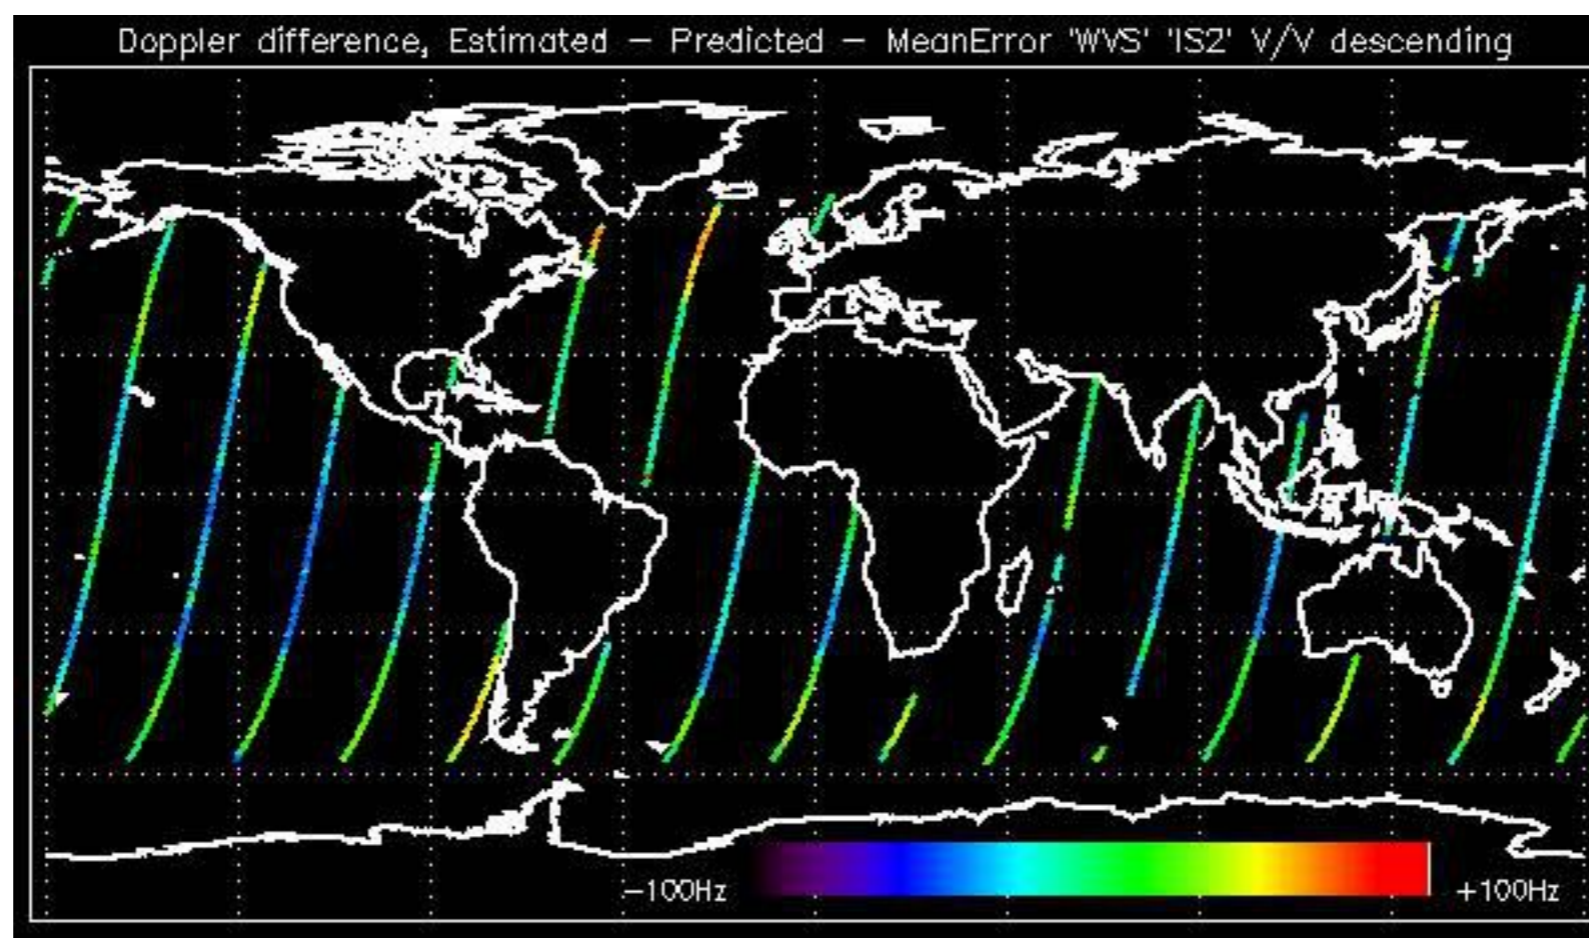 Doppler difference, Estimated – Predicted – MeanError 'WVS' 'IS2' V/V descending
-100Hz +100Hz